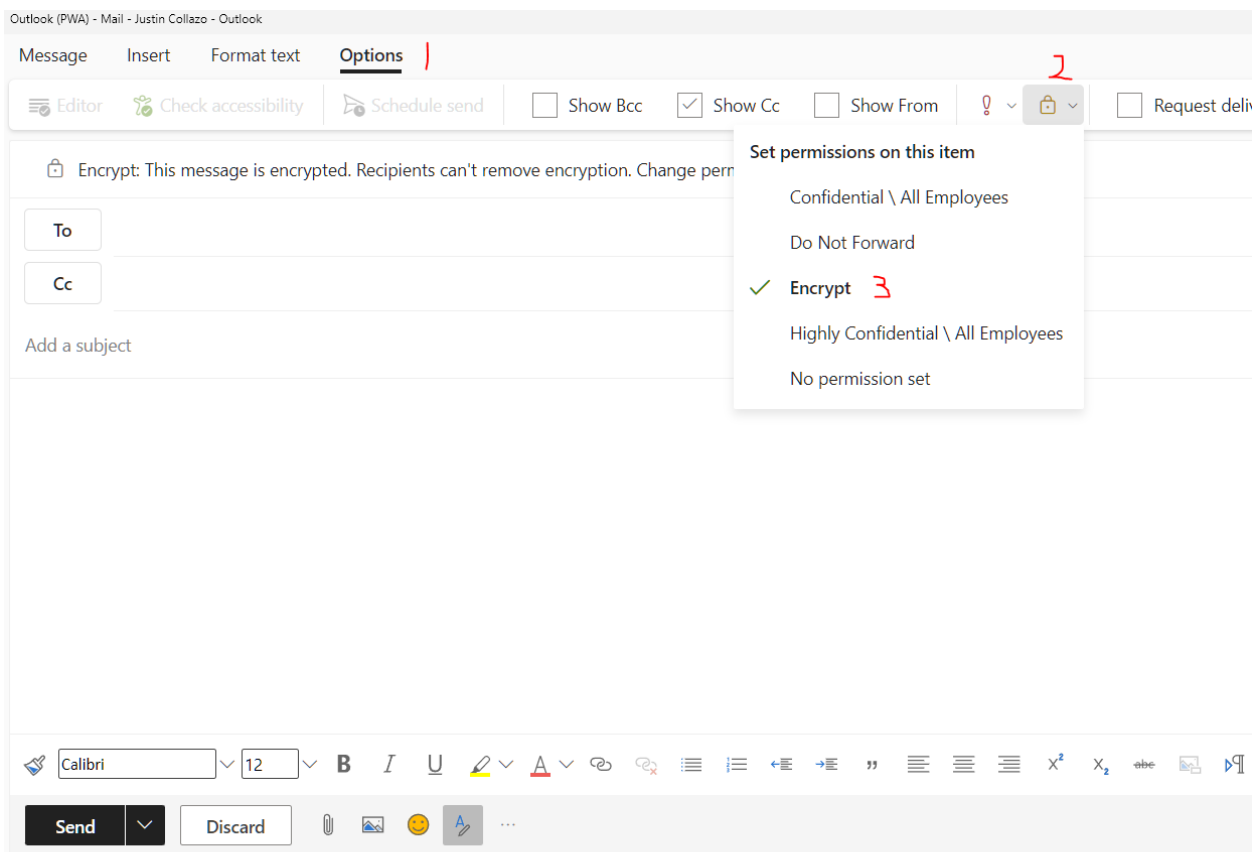 Outlook (PWA) - Mail - Justin Collazo - Outlook
Message Insert Format text Options 1
2
Editor Check accessibility Schedule send Show Bcc Show Cc Show From Request deliv
Set permissions on this item
Encrypt: This message is encrypted. Recipients can't remove encryption. Change perm
Confidential \ All Employees
To
Do Not Forward
Cc
Encrypt 3
Highly Confidential \ All Employees
Add a subject
No permission set
Calibri 12 B I U A x² x₂ abc
Send Discard